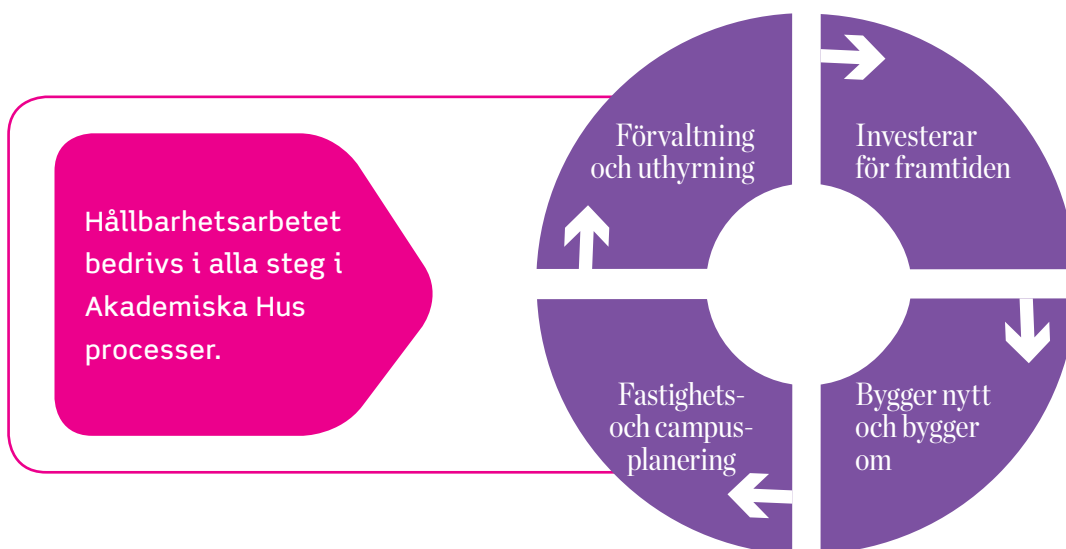 Hållbarhetsarbetet
bedrivs i alla steg i
Akademiska Hus
processer.
Förvaltning
och uthyrning
Investerar
för framtiden
Fastighets-
och campus-
planering
Bygger nytt
och bygger
om